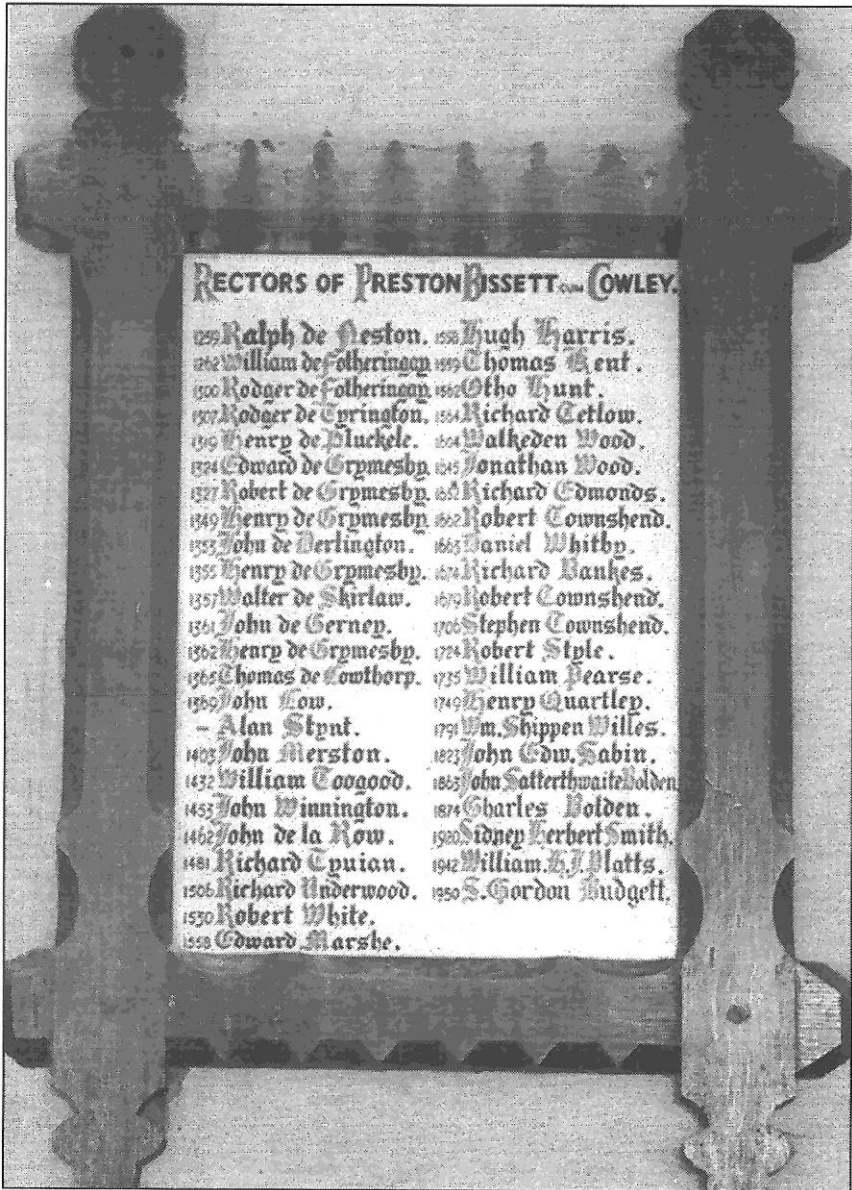 RECTORS OF PRESTON BISSETT CUM COWLEY.
1259 Ralph de Neston.
1262 William de Fotheringay
1300 Rodger de Fotheringay
1307 Rodger de Tyrington.
1319 Henry de Pluckele.
1324 Edward de Grymesby.
1327 Robert de Grymesby.
1349 Henry de Grymesby.
1353 John de Derlington.
1355 Henry de Grymesby.
1357 Walter de Skirlaw.
1361 John de Gerney.
1362 Henry de Grymesby.
1365 Thomas de Lowthorp.
1369 John Low.
– Alan Stynt.
1403 John Merston.
1432 William Toogood.
1453 John Winnington.
1462 John de la Row.
1481 Richard Tyuian.
1506 Richard Underwood.
1530 Robert White.
1558 Edward Marshe.
1558 Hugh Harris.
1559 Thomas Kent.
1562 Otho Hunt.
1564 Richard Tetlow.
1604 Walkeden Wood.
1645 Jonathan Wood.
Richard Edmonds.
1662 Robert Townshend.
1663 Daniel Whitby.
1674 Richard Bankes.
1679 Robert Townshend.
1706 Stephen Townshend.
1724 Robert Style.
1735 William Pearse.
1749 Henry Quartley.
1791 Wm. Shippen Willes.
1823 John Edw. Sabin.
1863 John Satterthwaite Bolden
1874 Charles Bolden.
1920 Sidney Herbert Smith.
1942 William. H.J. Platts.
1950 S. Gordon Budgett.